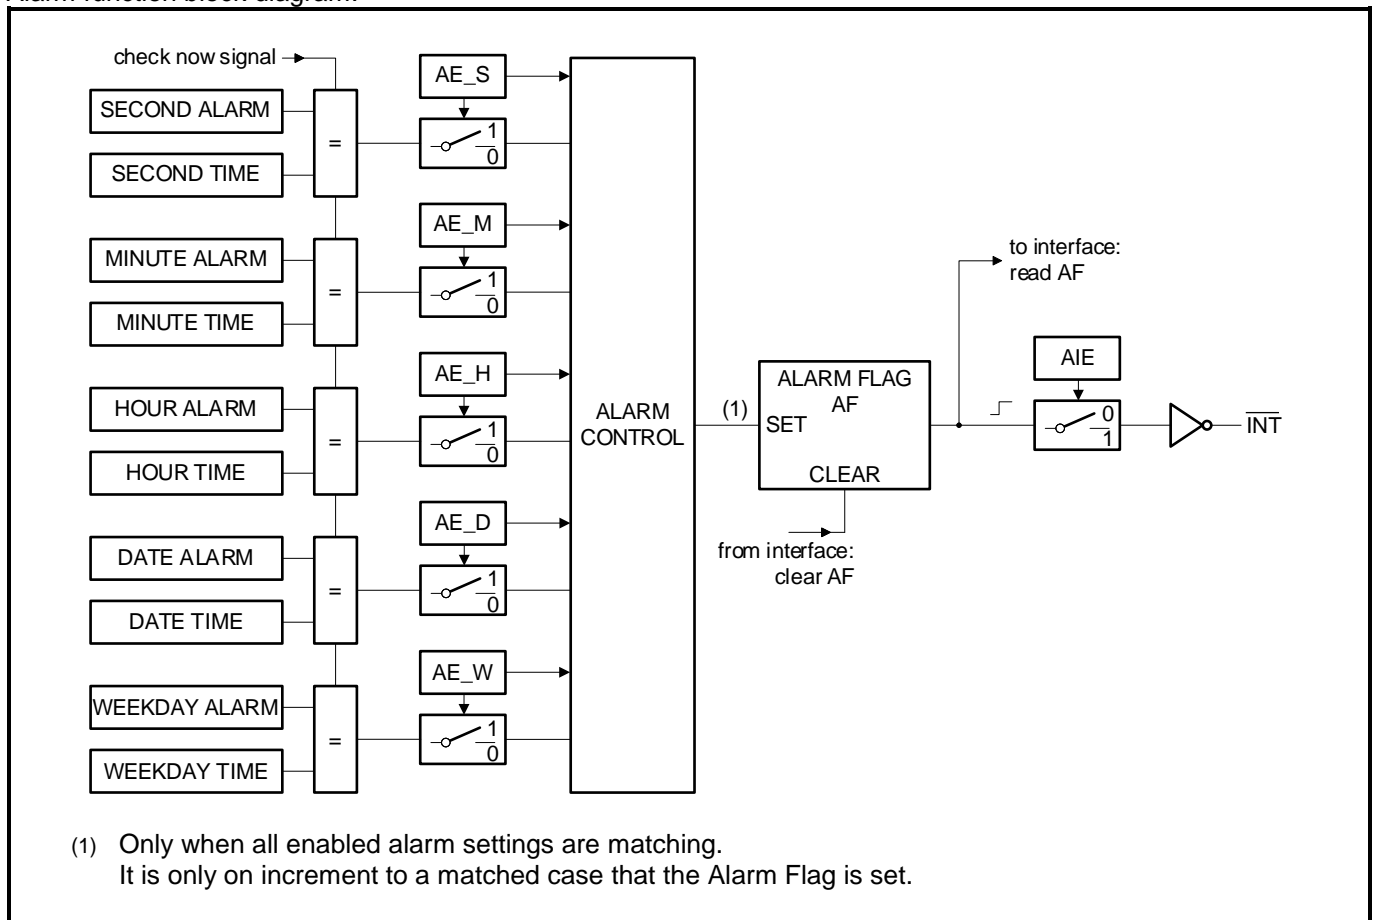 Alarm function block diagram:
check now signal
SECOND ALARM
SECOND TIME
=
AE_S
1
0
MINUTE ALARM
MINUTE TIME
=
AE_M
1
0
HOUR ALARM
HOUR TIME
=
AE_H
1
0
DATE ALARM
DATE TIME
=
AE_D
1
0
WEEKDAY ALARM
WEEKDAY TIME
=
AE_W
1
0
ALARM
CONTROL
(1)
ALARM FLAG
AF
SET
CLEAR
from interface:
clear AF
to interface:
read AF
AIE
0
1
INT
(1) Only when all enabled alarm settings are matching.
It is only on increment to a matched case that the Alarm Flag is set.